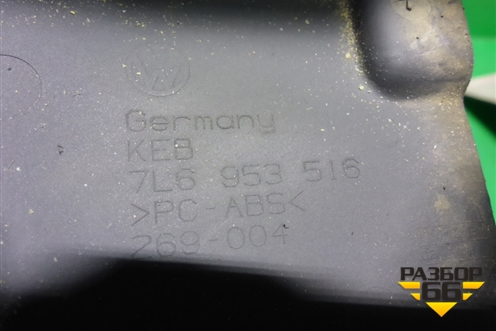 Germany
KEB
7L6 953 516
>PC-ABS<
269-004
РАЗБОР
66